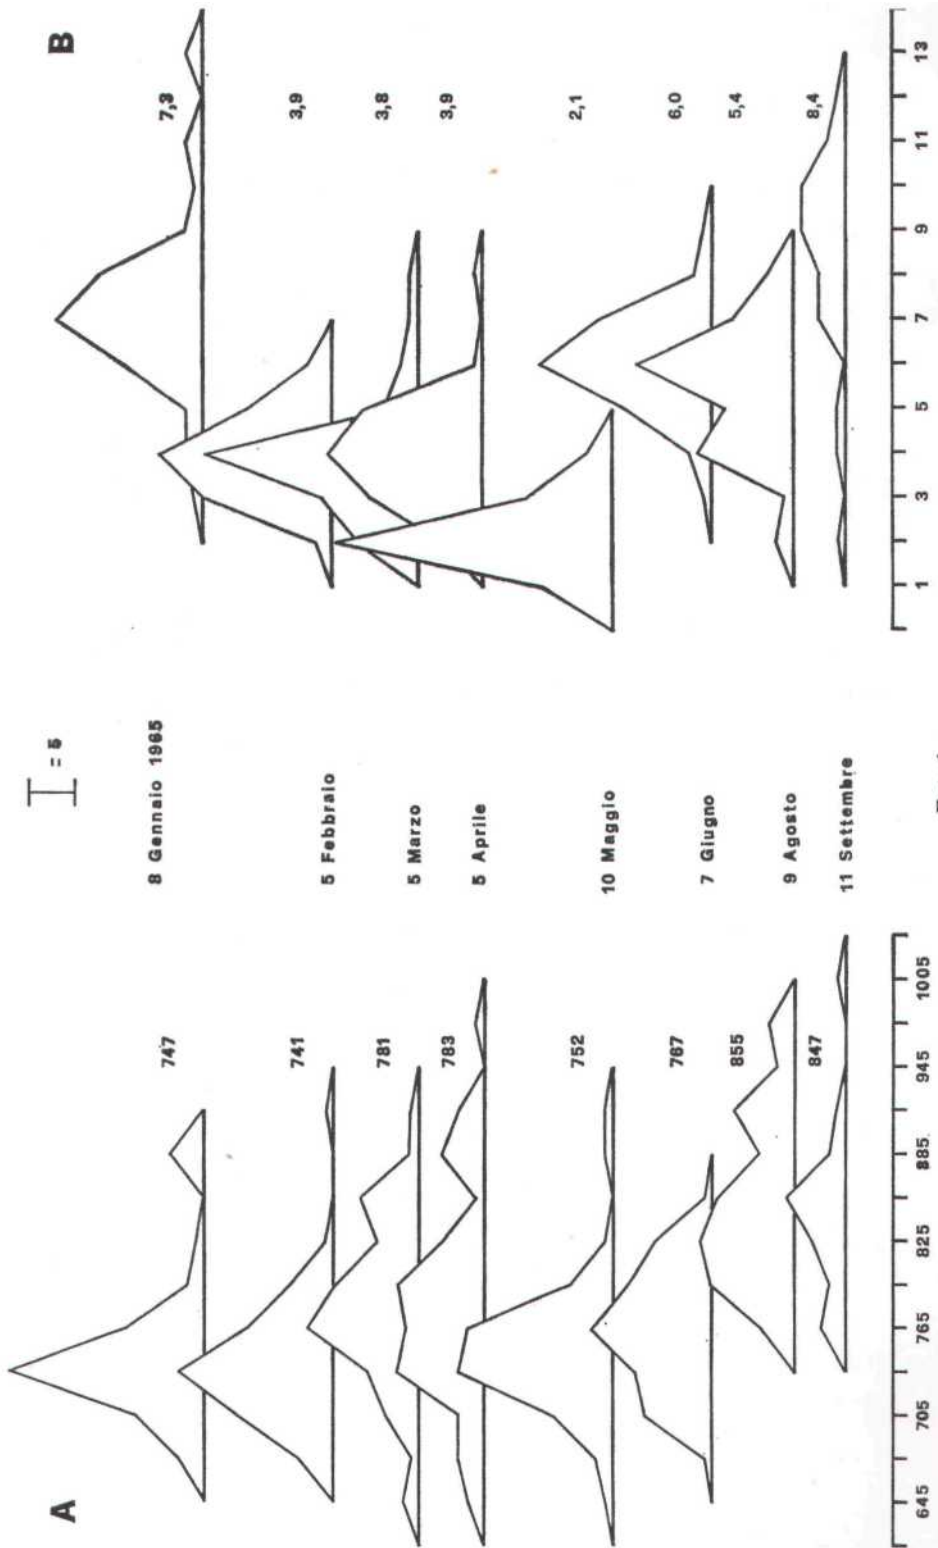 A
B
= 5
747
8 Gennaio 1965
7,3
741
5 Febbraio
3,9
781
5 Marzo
3,8
783
5 Aprile
3,9
752
10 Maggio
2,1
767
7 Giugno
6,0
855
9 Agosto
5,4
847
11 Settembre
8,4
645 705 765 825 885 945 1005
1 3 5 7 9 11 13